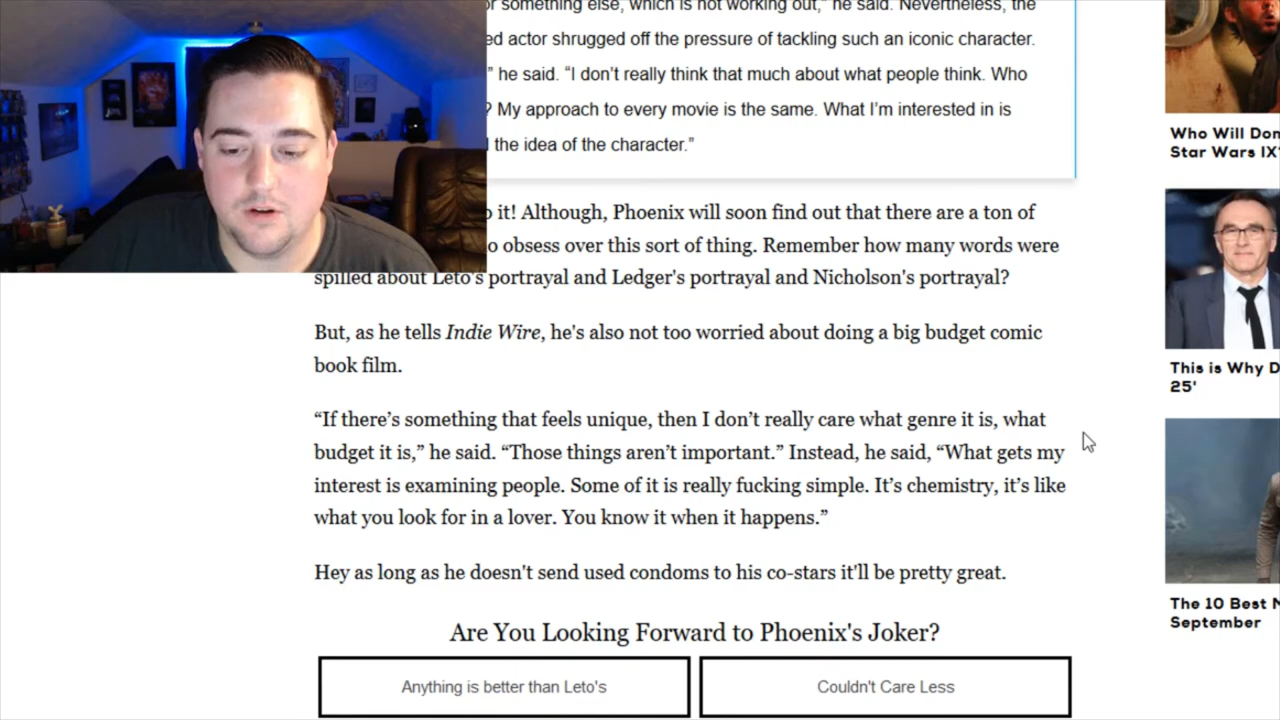 or something else, which is not working out,” he said. Nevertheless, the
ed actor shrugged off the pressure of tackling such an iconic character.
” he said. “I don’t really think that much about what people think. Who
? My approach to every movie is the same. What I’m interested in is
the idea of the character.”
o it! Although, Phoenix will soon find out that there are a ton of
o obsess over this sort of thing. Remember how many words were
spilled about Leto's portrayal and Ledger's portrayal and Nicholson's portrayal?
But, as he tells Indie Wire, he's also not too worried about doing a big budget comic
book film.
“If there’s something that feels unique, then I don’t really care what genre it is, what
budget it is,” he said. “Those things aren’t important.” Instead, he said, “What gets my
interest is examining people. Some of it is really fucking simple. It’s chemistry, it’s like
what you look for in a lover. You know it when it happens.”
Hey as long as he doesn't send used condoms to his co-stars it'll be pretty great.
Are You Looking Forward to Phoenix's Joker?
Anything is better than Leto's
Couldn't Care Less
Who Will Don
Star Wars IX
This is Why D
25'
The 10 Best
September